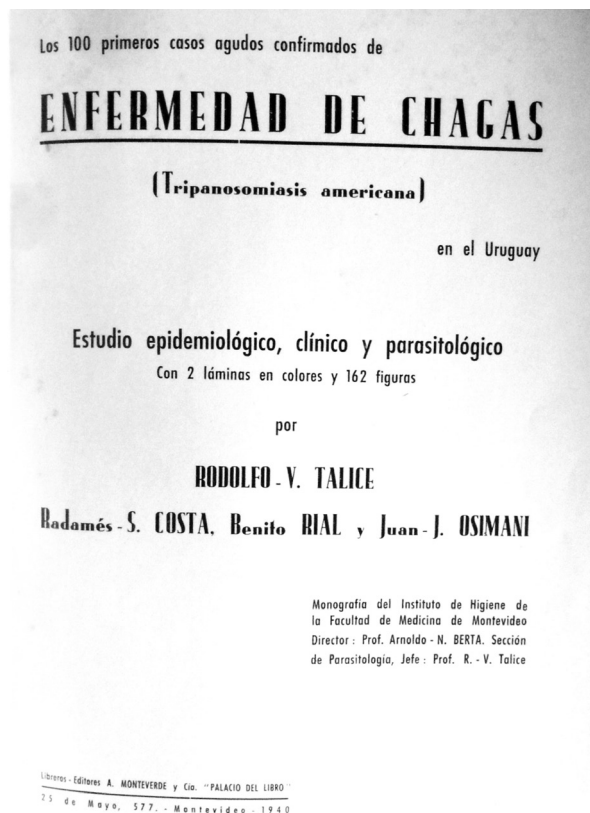 Los 100 primeros casos agudos confirmados de
ENFERMEDAD DE CHAGAS
(Tripanosomiasis americana)
en el Uruguay
Estudio epidemiológico, clínico y parasitológico
Con 2 láminas en colores y 162 figuras
por
RODOLFO-V. TALICE
Radamés-S. COSTA, Benito RIAL y Juan-J. OSIMANI
Monografía del Instituto de Higiene de
la Facultad de Medicina de Montevideo
Director: Prof. Arnoldo-N. BERTA. Sección
de Parasitología, Jefe: Prof. R.-V. Talice
Libreros-Editores A. MONTEVERDE y Cía. "PALACIO DEL LIBRO"
25 de Mayo, 577.-Montevideo-1940